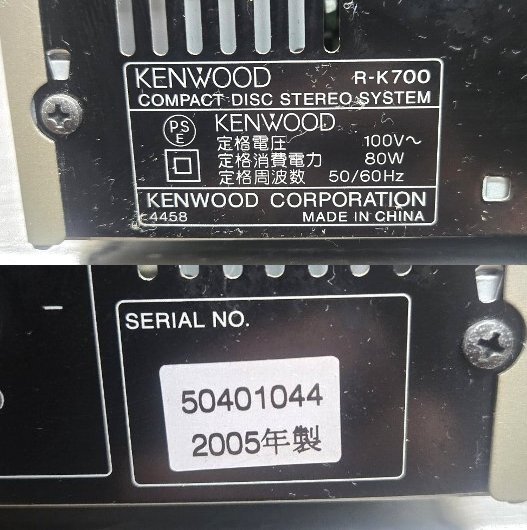 KENWOOD R-K700
COMPACT DISC STEREO SYSTEM
PS
E
KENWOOD
定格電圧 100V～
定格消費電力 80W
定格周波数 50/60Hz
KENWOOD CORPORATION
C4458 MADE IN CHINA
SERIAL NO.
50401044
2005年製